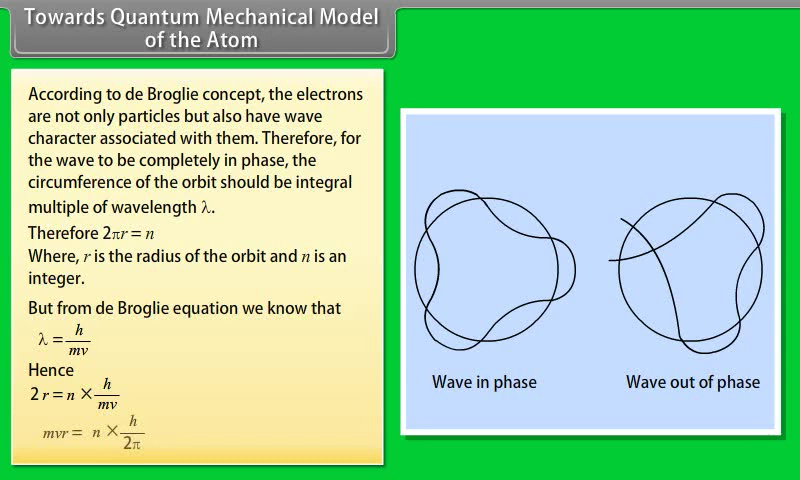 Towards Quantum Mechanical Model
of the Atom
According to de Broglie concept, the electrons
are not only particles but also have wave
character associated with them. Therefore, for
the wave to be completely in phase, the
circumference of the orbit should be integral
multiple of wavelength λ.
Therefore 2πr = n
Where, r is the radius of the orbit and n is an
integer.
But from de Broglie equation we know that
λ = h/mv
Hence
2 r = n × h/mv
mvr = n × h/2π
Wave in phase
Wave out of phase